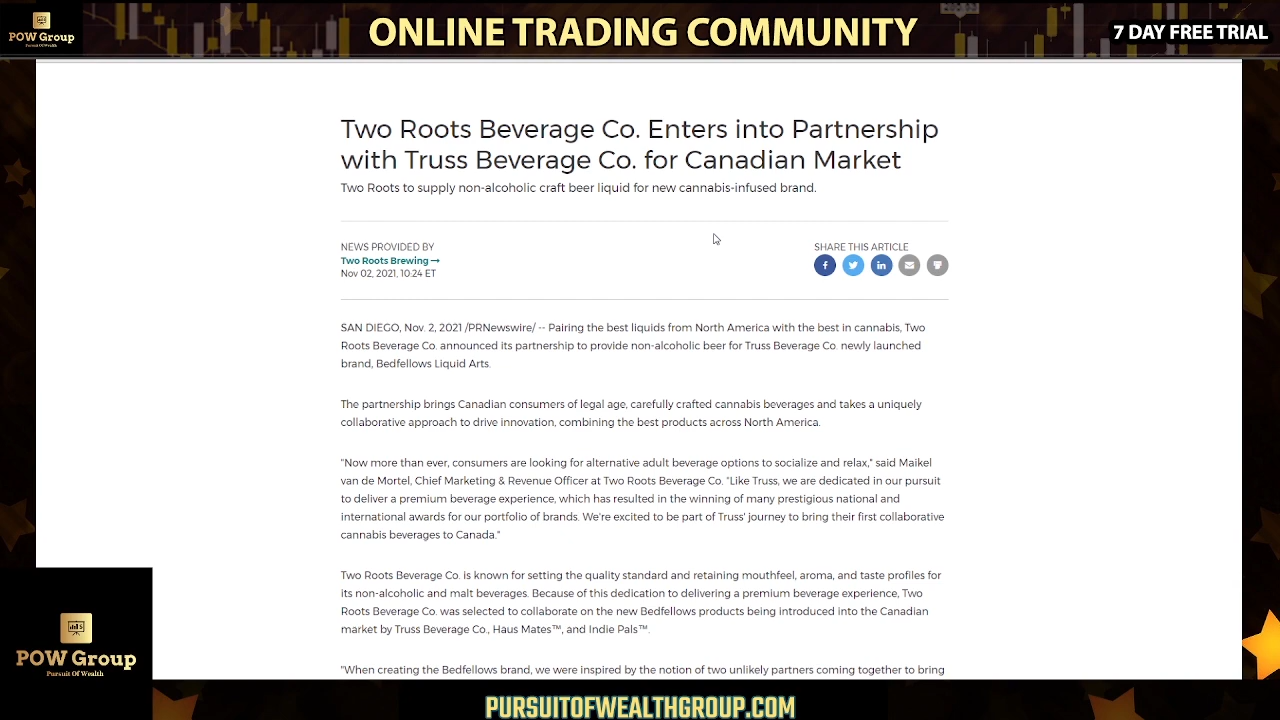 POW Group
Pursuit Of Wealth
ONLINE TRADING COMMUNITY
7 DAY FREE TRIAL
Two Roots Beverage Co. Enters into Partnership
with Truss Beverage Co. for Canadian Market
Two Roots to supply non-alcoholic craft beer liquid for new cannabis-infused brand.
NEWS PROVIDED BY
Two Roots Brewing →
Nov 02, 2021, 10:24 ET
SHARE THIS ARTICLE
SAN DIEGO, Nov. 2, 2021 /PRNewswire/ -- Pairing the best liquids from North America with the best in cannabis, Two
Roots Beverage Co. announced its partnership to provide non-alcoholic beer for Truss Beverage Co. newly launched
brand, Bedfellows Liquid Arts.
The partnership brings Canadian consumers of legal age, carefully crafted cannabis beverages and takes a uniquely
collaborative approach to drive innovation, combining the best products across North America.
"Now more than ever, consumers are looking for alternative adult beverage options to socialize and relax," said Maikel
van de Mortel, Chief Marketing & Revenue Officer at Two Roots Beverage Co. "Like Truss, we are dedicated in our pursuit
to deliver a premium beverage experience, which has resulted in the winning of many prestigious national and
international awards for our portfolio of brands. We're excited to be part of Truss' journey to bring their first collaborative
cannabis beverages to Canada."
Two Roots Beverage Co. is known for setting the quality standard and retaining mouthfeel, aroma, and taste profiles for
its non-alcoholic and malt beverages. Because of this dedication to delivering a premium beverage experience, Two
Roots Beverage Co. was selected to collaborate on the new Bedfellows products being introduced into the Canadian
market by Truss Beverage Co., Haus Mates™, and Indie Pals™.
"When creating the Bedfellows brand, we were inspired by the notion of two unlikely partners coming together to bring
POW Group
Pursuit Of Wealth
PURSUITOFWEALTHGROUP.COM